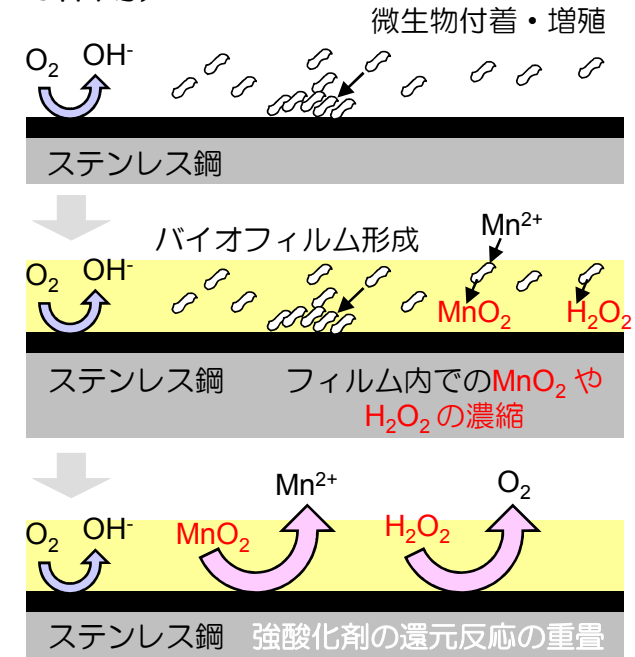 微生物付着・増殖
O₂ OH⁻
ステンレス鋼
Mn²⁺
バイオフィルム形成
O₂ OH⁻
MnO₂ H₂O₂
ステンレス鋼 フィルム内でのMnO₂ や
H₂O₂ の濃縮
Mn²⁺ O₂
O₂ OH⁻ MnO₂ H₂O₂
ステンレス鋼 強酸化剤の還元反応の重畳